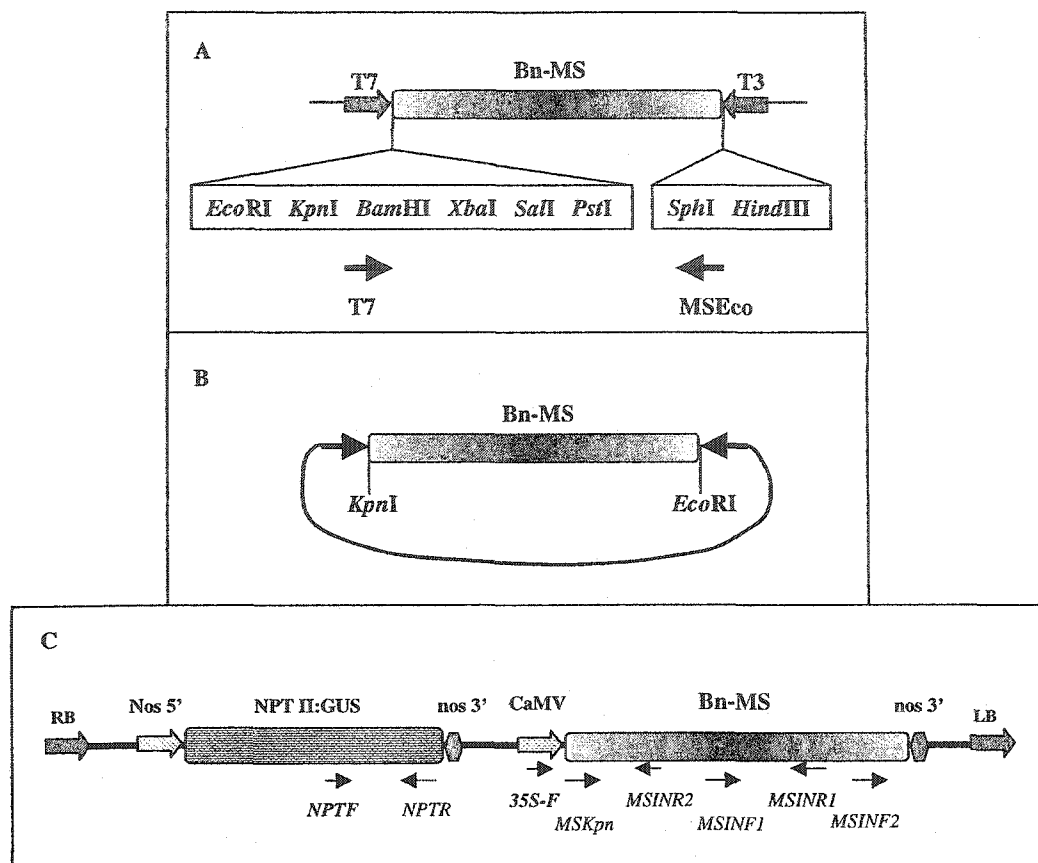 A
Bn-MS
T7
T3
EcoRI KpnI BamHI XbaI SalI PstI
SphI HindIII
T7
MSEco
B
Bn-MS
KpnI
EcoRI
C
RB
Nos 5’
NPT II:GUS
nos 3’
CaMV
Bn-MS
nos 3’
LB
NPTF
NPTR
35S-F
MSKpn
MSINR2
MSINF1
MSINR1
MSINF2